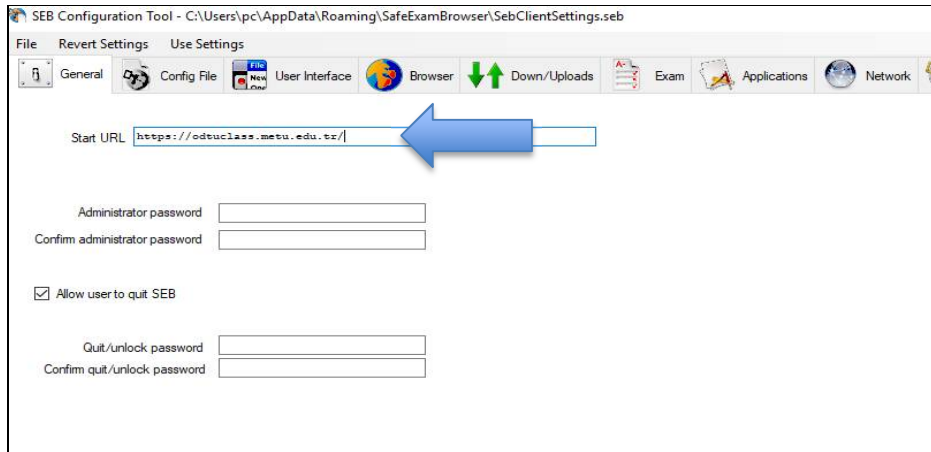 SEB Configuration Tool - C:\Users\pc\AppData\Roaming\SafeExamBrowser\SebClientSettings.seb
File Revert Settings Use Settings
General Config File User Interface Browser Down/Uploads Exam Applications Network
Start URL https://odtuclass.metu.edu.tr/
Administrator password
Confirm administrator password
Allow user to quit SEB
Quit/unlock password
Confirm quit/unlock password